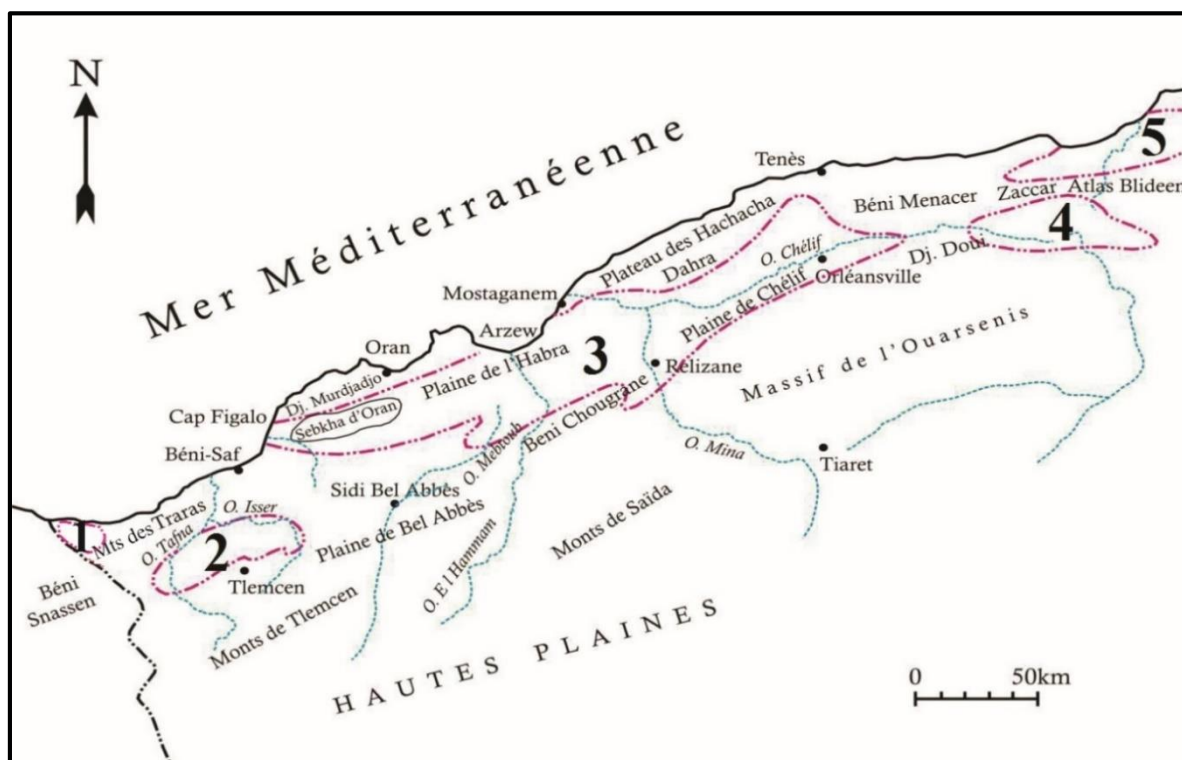 N
Mer Méditerranéenne
5
Tenès
Zaccar
Atlas Blideen
Béni Menacer
4
Plateau des Hachacha
Dahra
O. Chélif
Dj. Doui
Orléansville
Mostaganem
Plaine de Chélif
Arzew
Oran
3
Massif de l'Ouarsenis
Plaine de l'Habra
Rélizane
Dj. Murdjadjo
Cap Figalo
Sebkha d'Oran
Beni Chougrane
O. Mebtouh
Béni-Saf
O. Mina
Tiaret
Sidi Bel Abbès
1
Mts des Traras
O. Isser
O. Tafna
2
Plaine de Bel Abbès
Monts de Saïda
Tlemcen
O. El Hammam
Béni
Snassen
Monts de Tlemcen
HAUTES PLAINES
0 50km